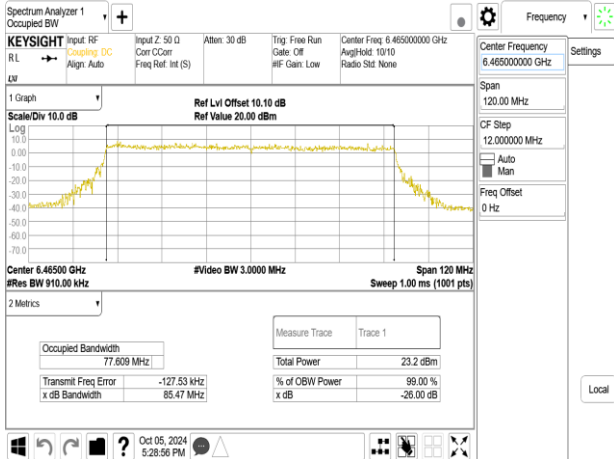 Spectrum Analyzer 1
Occupied BW
+
Frequency
KEYSIGHT
RL
LXI
Input: RF
Coupling: DC
Align: Auto
Input Z: 50 Ω
Corr CCorr
Freq Ref: Int (S)
Atten: 30 dB
Trig: Free Run
Gate: Off
#IF Gain: Low
Center Freq: 6.465000000 GHz
Avg|Hold: 10/10
Radio Std: None
Center Frequency
6.465000000 GHz
Settings
Span
120.00 MHz
CF Step
12.000000 MHz
Auto
Man
Freq Offset
0 Hz
1 Graph
Scale/Div 10.0 dB
Ref Lvl Offset 10.10 dB
Ref Value 20.00 dBm
Log
10.0
0.00
-10.0
-20.0
-30.0
-40.0
-50.0
-60.0
-70.0
Center 6.46500 GHz
#Res BW 910.00 kHz
#Video BW 3.0000 MHz
Span 120 MHz
Sweep 1.00 ms (1001 pts)
2 Metrics
Measure Trace Trace 1
Occupied Bandwidth
77.609 MHz
Total Power 23.2 dBm
Transmit Freq Error -127.53 kHz
% of OBW Power 99.00 %
x dB Bandwidth 85.47 MHz
x dB -26.00 dB
Local
?
Oct 05, 2024
5:28:56 PM